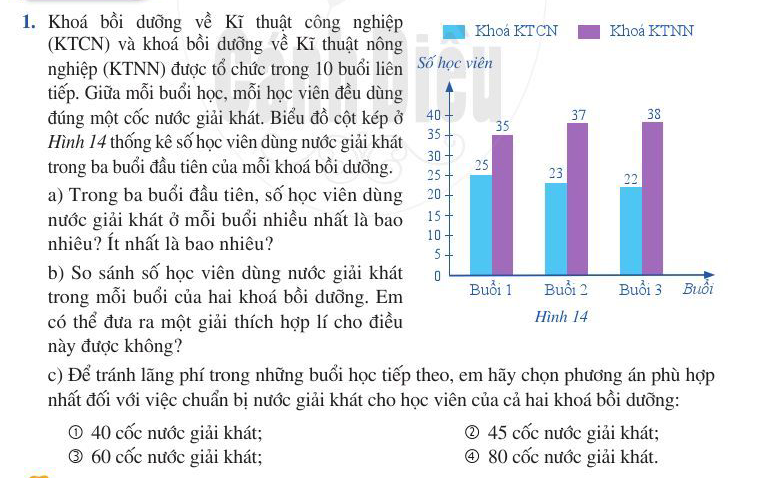 1. Khoá bồi dưỡng về Kĩ thuật công nghiệp
(KTCN) và khoá bồi dưỡng về Kĩ thuật nông
nghiệp (KTNN) được tổ chức trong 10 buổi liên
tiếp. Giữa mỗi buổi học, mỗi học viên đều dùng
đúng một cốc nước giải khát. Biểu đồ cột kép ở
Hình 14 thống kê số học viên dùng nước giải khát
trong ba buổi đầu tiên của mỗi khoá bồi dưỡng.
a) Trong ba buổi đầu tiên, số học viên dùng
nước giải khát ở mỗi buổi nhiều nhất là bao
nhiêu? Ít nhất là bao nhiêu?
b) So sánh số học viên dùng nước giải khát
trong mỗi buổi của hai khoá bồi dưỡng. Em
có thể đưa ra một giải thích hợp lí cho điều
này được không?
Khoá KTCN Khoá KTNN
Số học viên
40
35
30
25
20
15
10
5
0
25 35
23 37
22 38
Buổi 1 Buổi 2 Buổi 3 Buổi
Hình 14
c) Để tránh lãng phí trong những buổi học tiếp theo, em hãy chọn phương án phù hợp
nhất đối với việc chuẩn bị nước giải khát cho học viên của cả hai khoá bồi dưỡng:
① 40 cốc nước giải khát; ② 45 cốc nước giải khát;
③ 60 cốc nước giải khát; ④ 80 cốc nước giải khát.
Cánh Diều